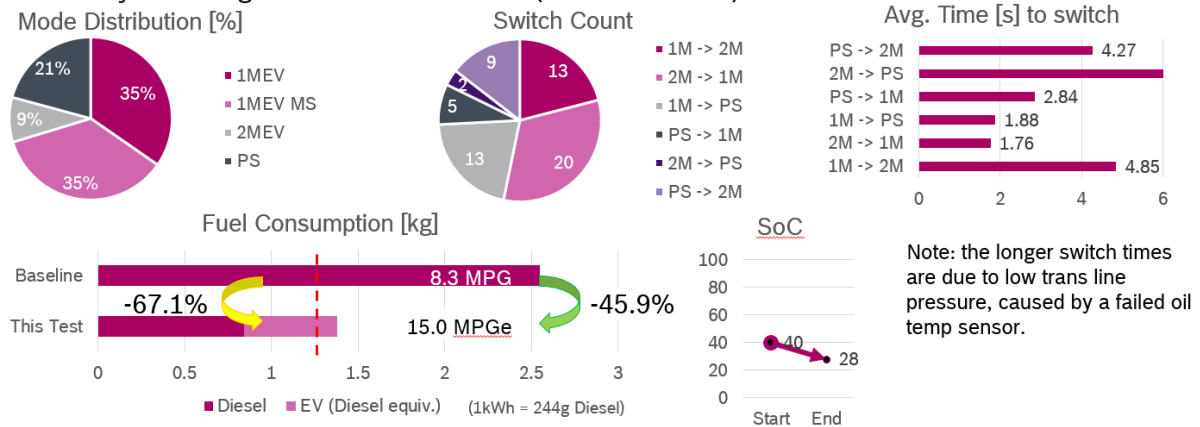 Mode Distribution [%]
35%
35%
9%
21%
1MEV
1MEV MS
2MEV
PS
Switch Count
13
20
13
5
2
9
1M -> 2M
2M -> 1M
1M -> PS
PS -> 1M
2M -> PS
PS -> 2M
Avg. Time [s] to switch
PS -> 2M
4.27
2M -> PS
PS -> 1M
2.84
1M -> PS
1.88
2M -> 1M
1.76
1M -> 2M
4.85
0
2
4
6
Fuel Consumption [kg]
Baseline
8.3 MPG
-67.1%
-45.9%
This Test
15.0 MPGe
0
0.5
1
1.5
2
2.5
3
Diesel
EV (Diesel equiv.)
(1kWh = 244g Diesel)
SoC
100
80
60
40
20
0
40
28
Start
End
Note: the longer switch times
are due to low trans line
pressure, caused by a failed oil
temp sensor.